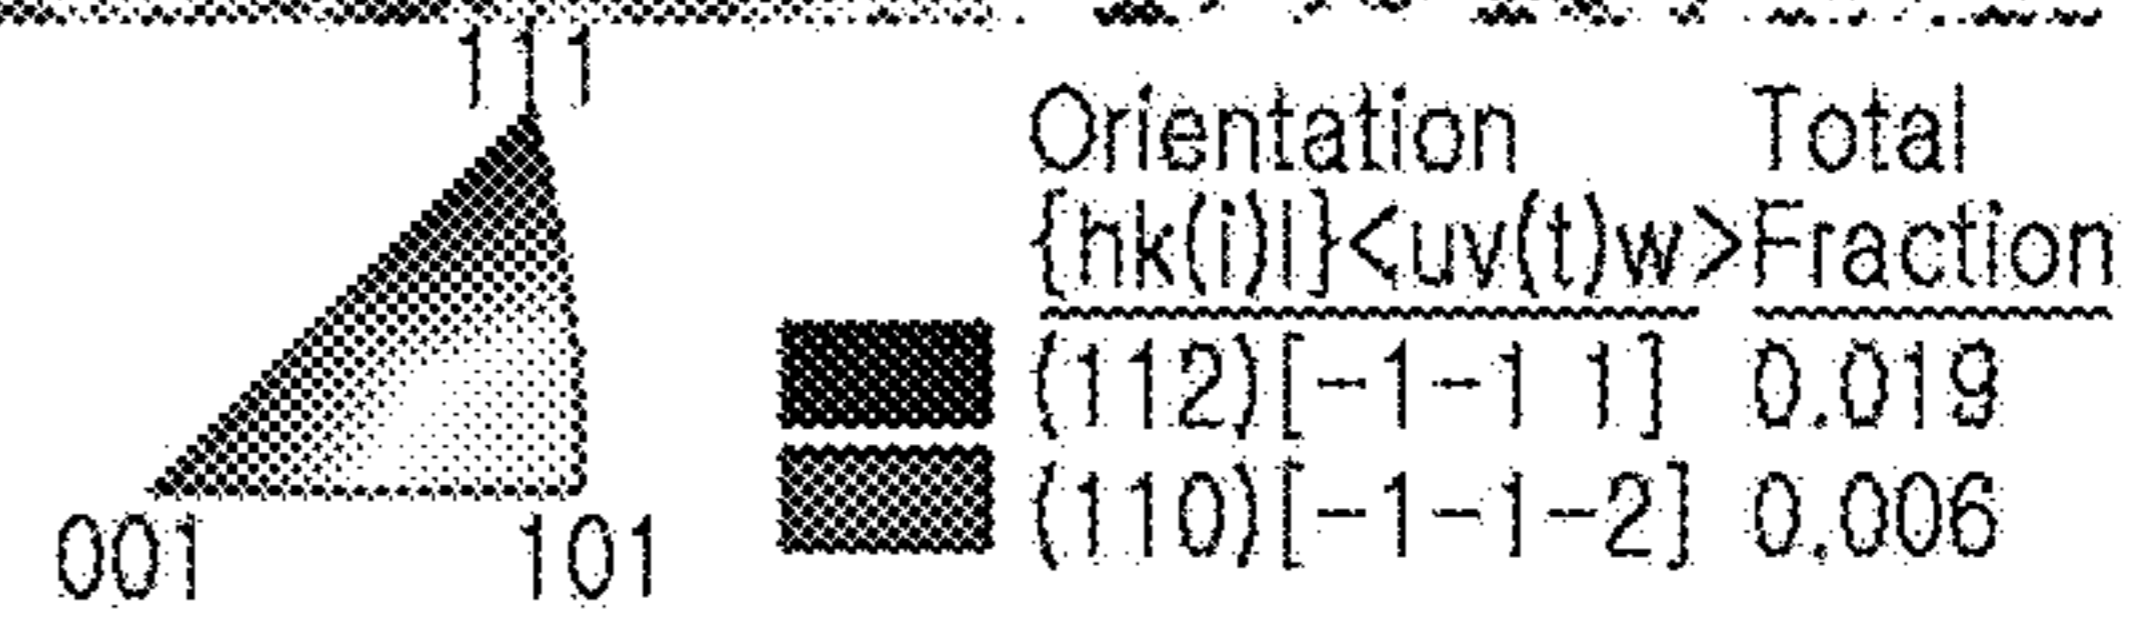 111
001 101
Orientation Total
{hk(i)l}<uv(t)w> Fraction
(112)[-1-1 1] 0.019
(110)[-1-1-2] 0.006